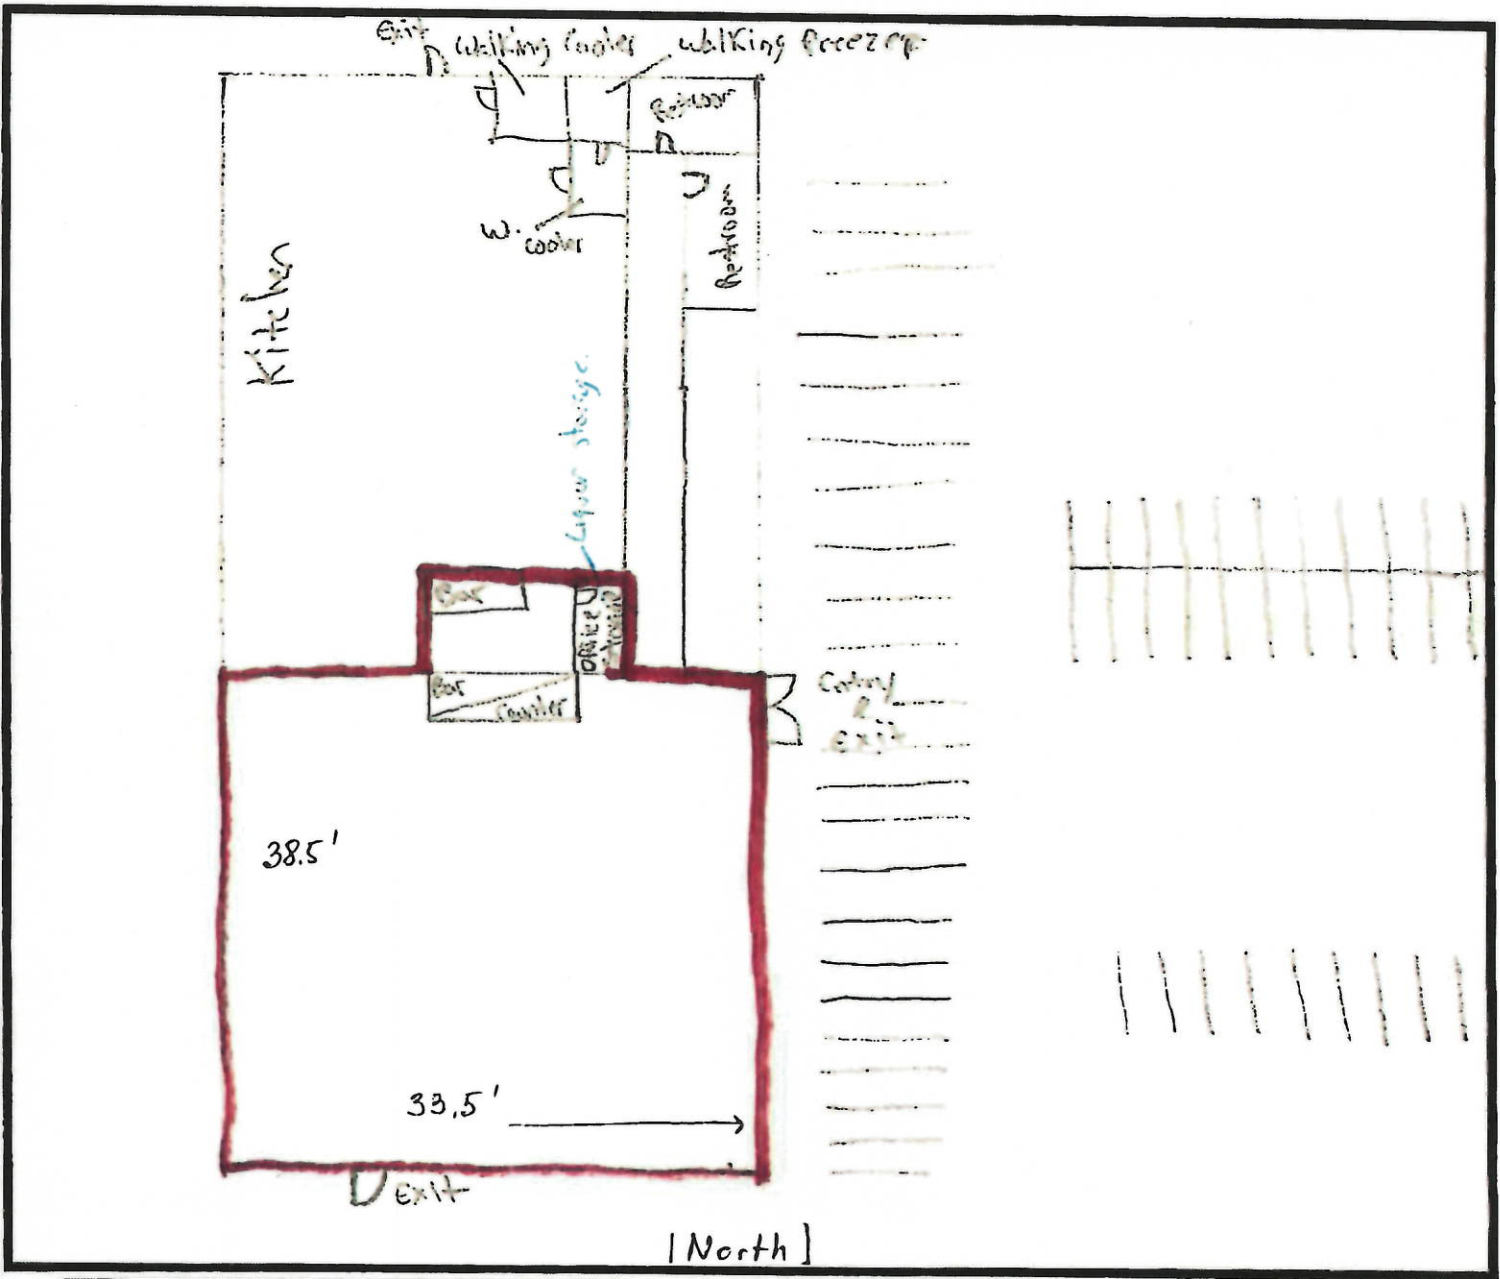 Exit
Walking Cooler
Walking Freezer
Restroom
W.
cooler
Restroom
Kitchen
Liquor storage.
Bar
Office
Bar
Counter
Entry
&
Exit
38.5'
33.5'
Exit
|North]